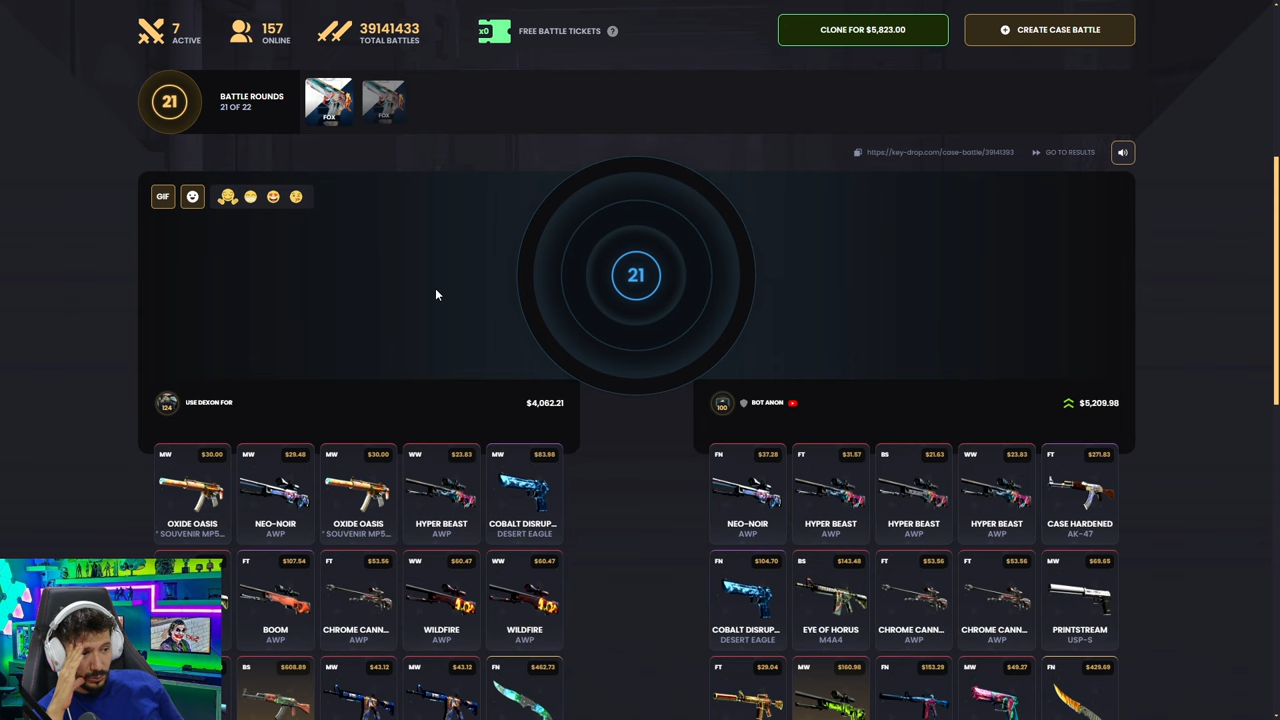 7
ACTIVE
157
ONLINE
39141433
TOTAL BATTLES
x0
FREE BATTLE TICKETS ?
CLONE FOR $5,823.00
CREATE CASE BATTLE
21
BATTLE ROUNDS
21 OF 22
FOX
FOX
https://key-drop.com/case-battle/39141393
GO TO RESULTS
GIF
21
124
USE DEXON FOR
$4,062.21
100
BOT ANON
$5,209.98
MW $30.00
OXIDE OASIS
* SOUVENIR MP5...
MW $29.48
NEO-NOIR
AWP
MW $30.00
OXIDE OASIS
* SOUVENIR MP5...
WW $23.83
HYPER BEAST
AWP
MW $83.98
COBALT DISRUP...
DESERT EAGLE
FN $37.28
NEO-NOIR
AWP
FT $31.57
HYPER BEAST
AWP
BS $21.63
HYPER BEAST
AWP
WW $23.83
HYPER BEAST
AWP
FT $271.83
CASE HARDENED
AK-47
FT $107.54
BOOM
AWP
FT $53.56
CHROME CANN...
AWP
WW $60.47
WILDFIRE
AWP
WW $60.47
WILDFIRE
AWP
FN $104.70
COBALT DISRUP...
DESERT EAGLE
BS $143.48
EYE OF HORUS
M4A4
FT $53.56
CHROME CANN...
AWP
FT $53.56
CHROME CANN...
AWP
MW $69.65
PRINTSTREAM
USP-S
BS $608.89
MW $43.12
MW $43.12
FN $462.73
FT $29.04
MW $160.98
FN $153.29
MW $49.27
FN $429.69